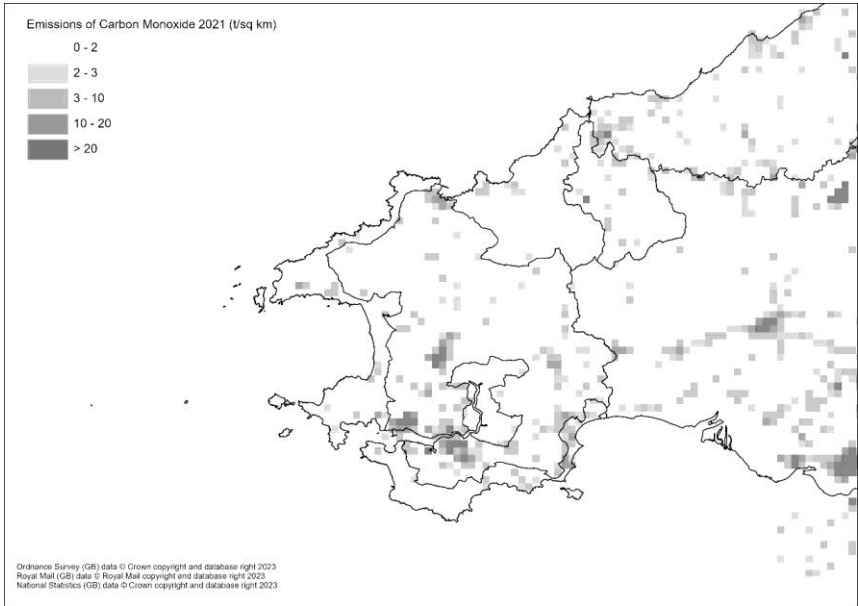 Emissions of Carbon Monoxide 2021 (t/sq km)
0 - 2
2 - 3
3 - 10
10 - 20
> 20
Ordnance Survey (GB) data © Crown copyright and database right 2023
Royal Mail (GB) data © Royal Mail copyright and database right 2023
National Statistics (GB) data © Crown copyright and database right 2023